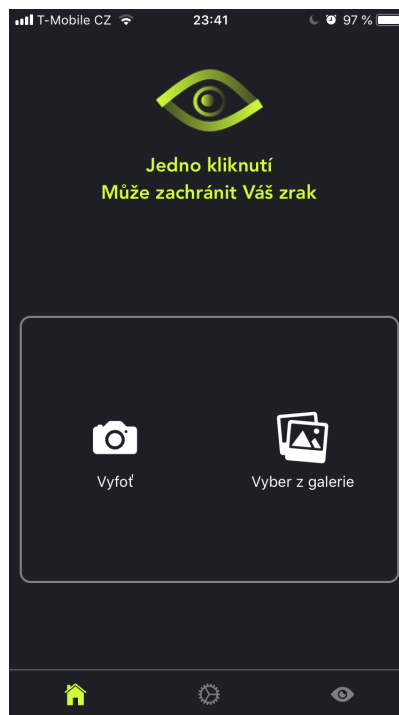 T-Mobile CZ 23:41 97 %
Jedno kliknutí
Může zachránit Váš zrak
Vyfoť Vyber z galerie